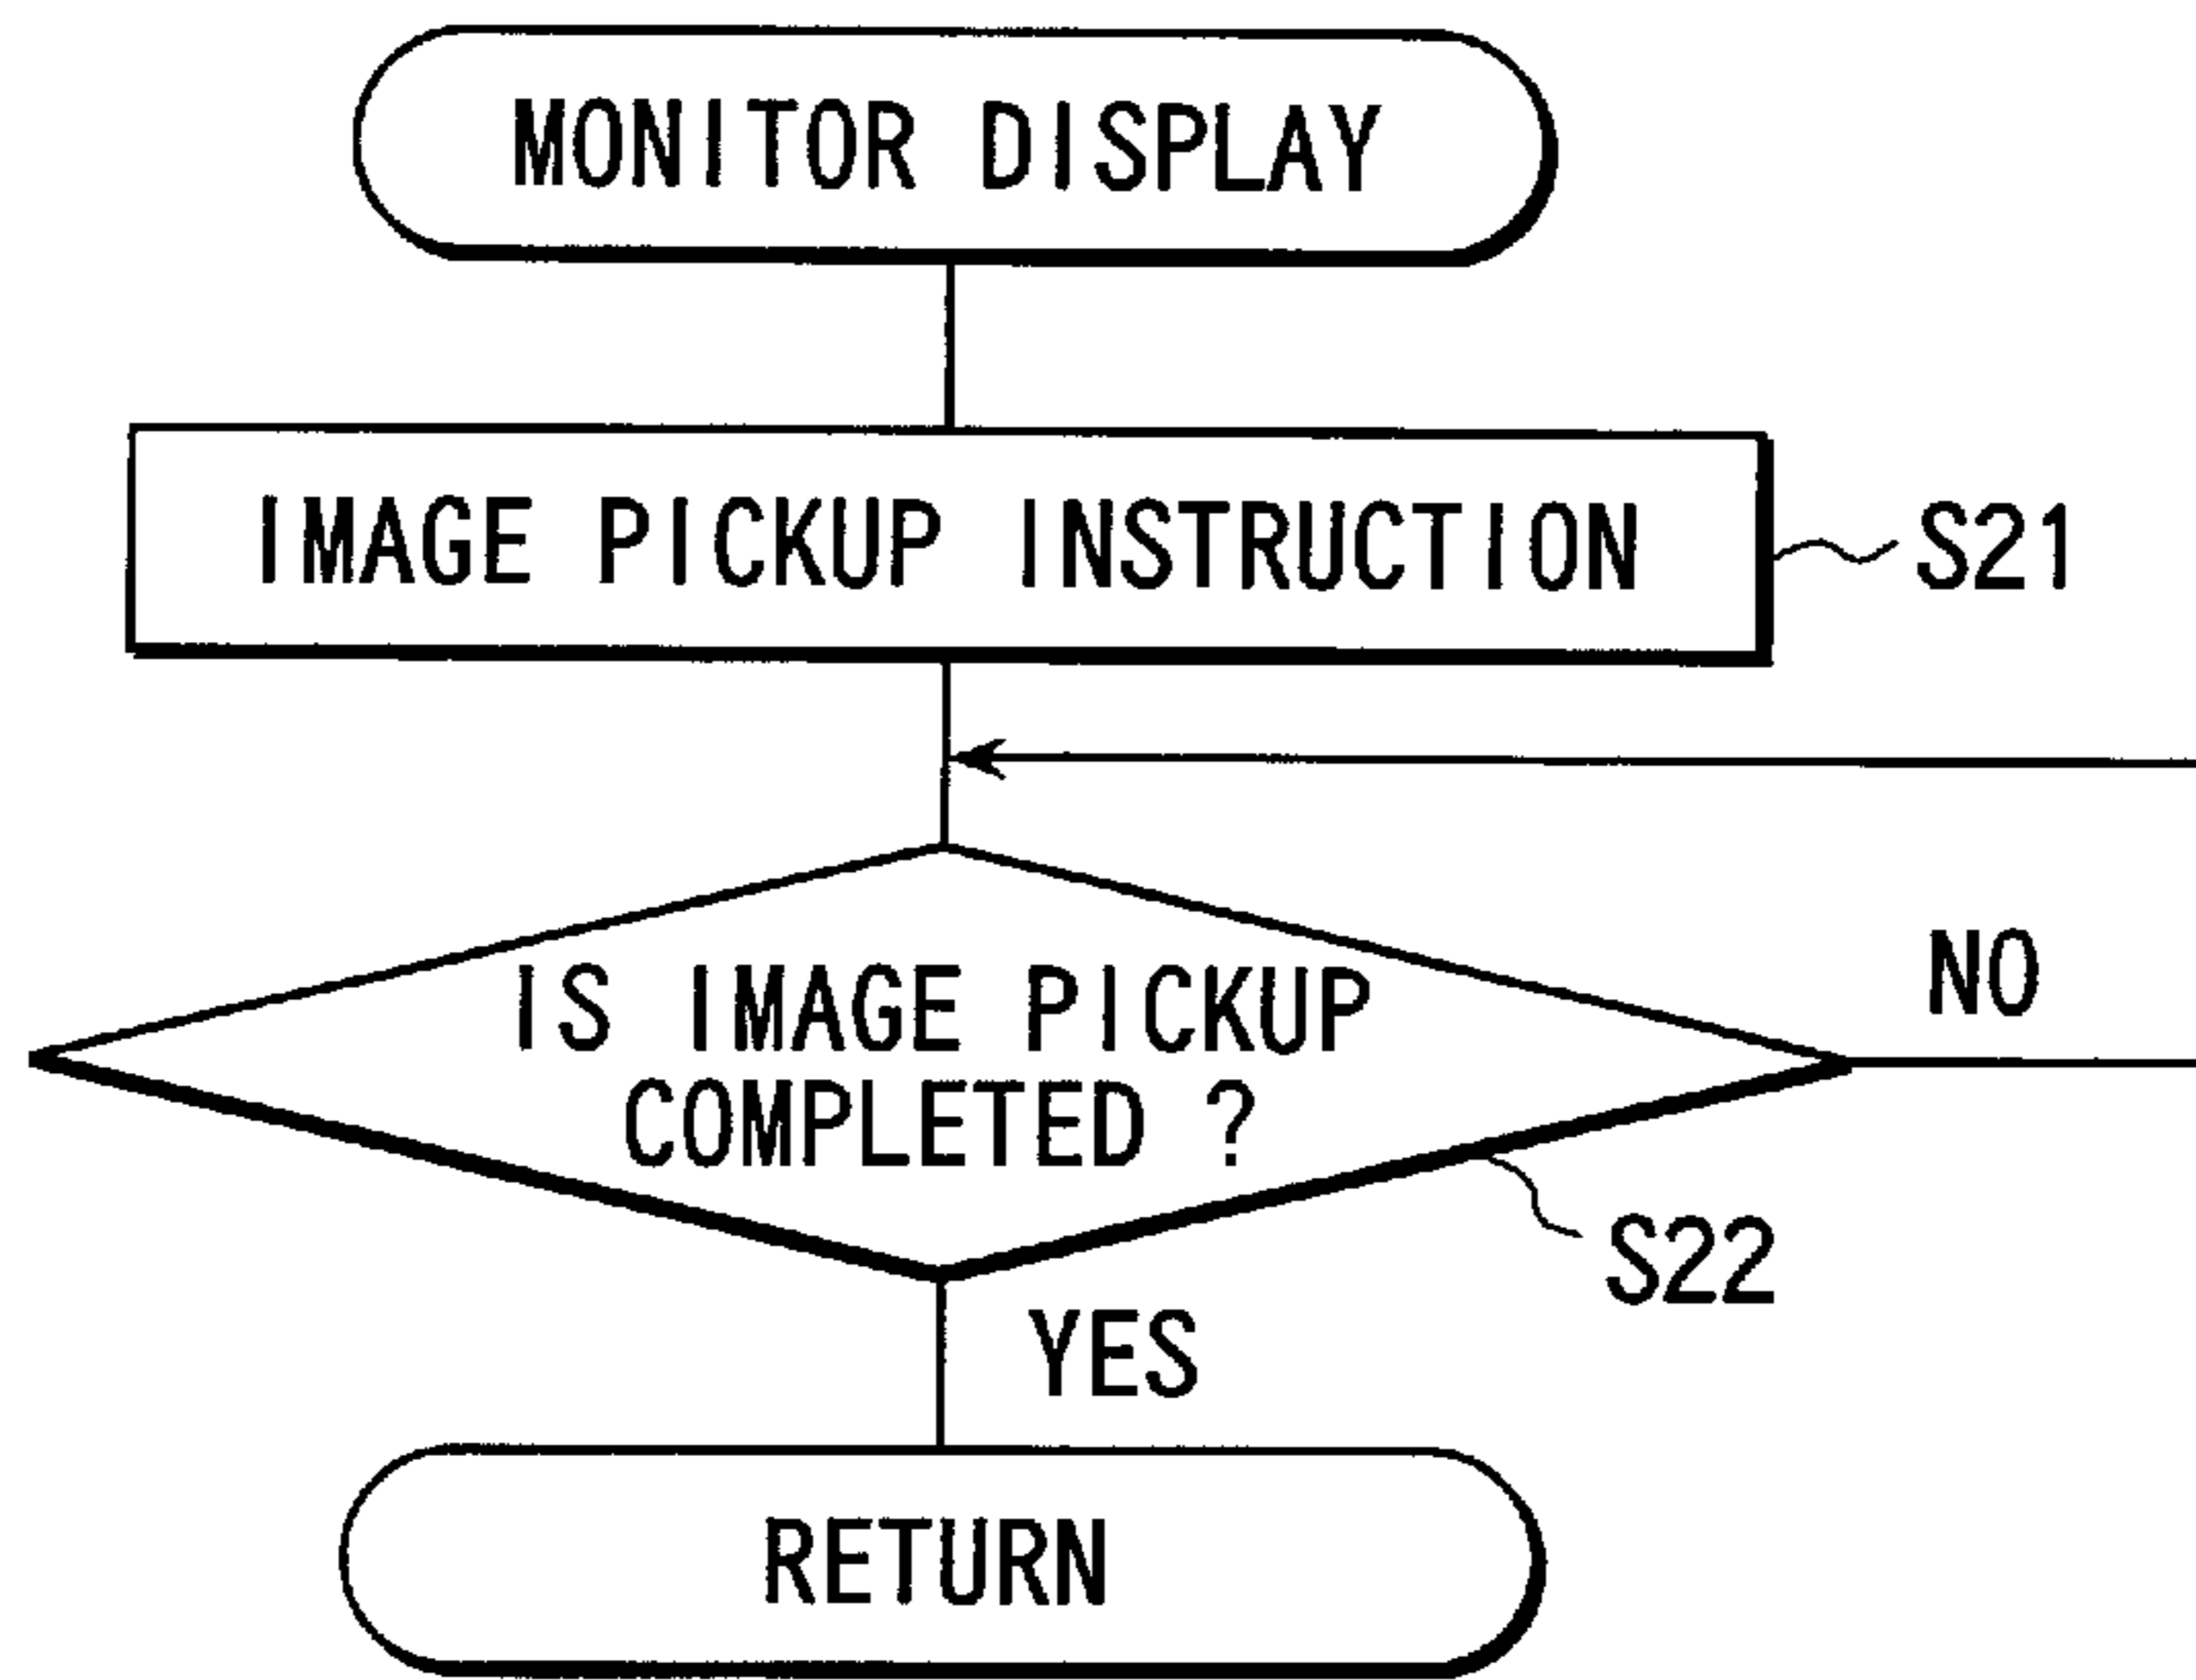 MONITOR DISPLAY
IMAGE PICKUP INSTRUCTION
S21
IS IMAGE PICKUP
COMPLETED ?
NO
S22
YES
RETURN